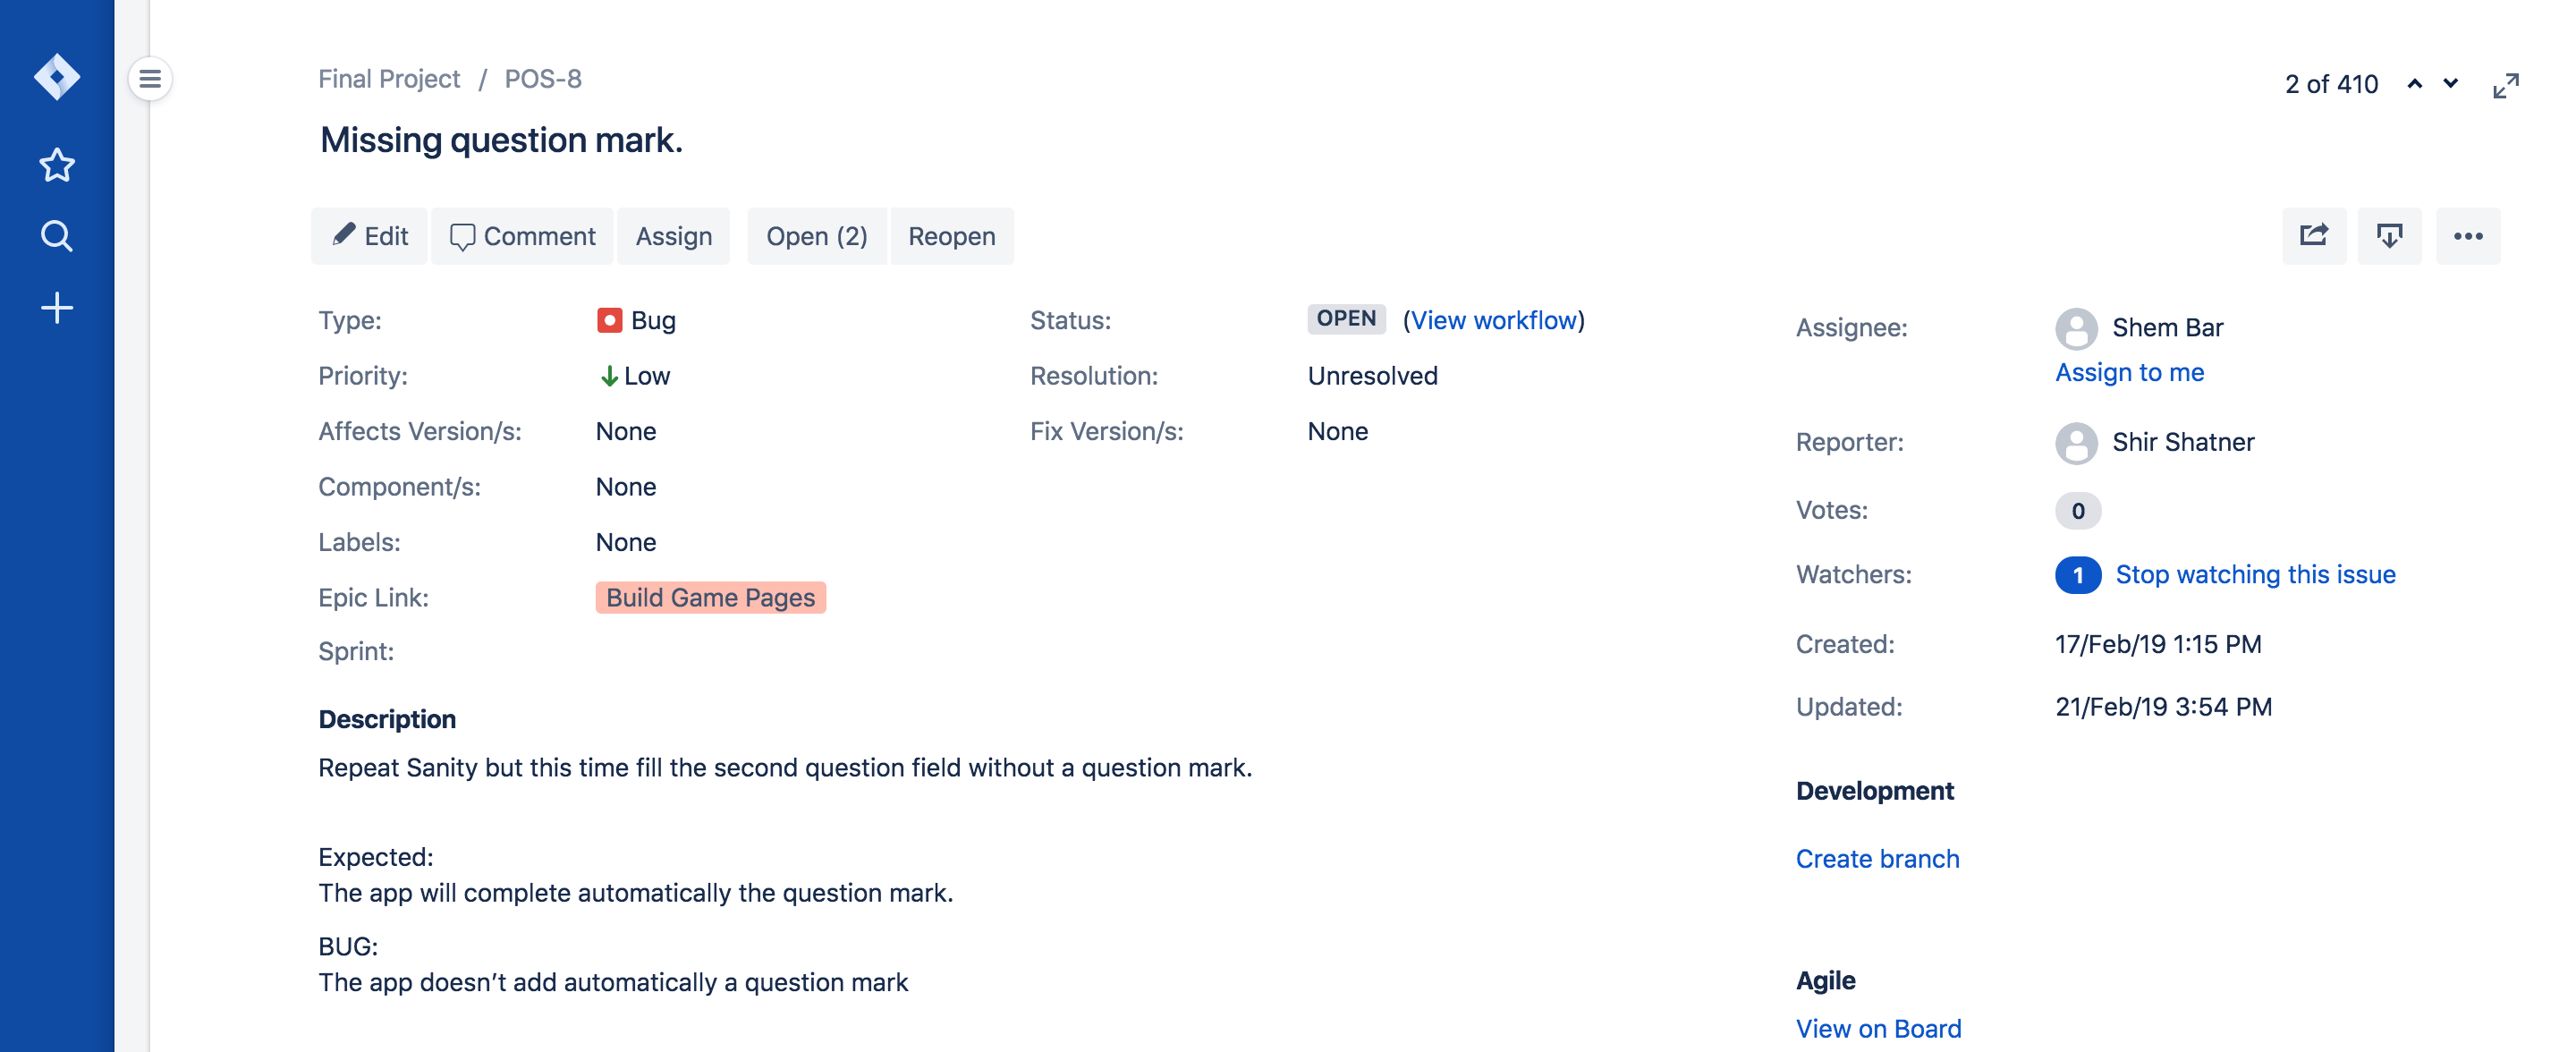 Final Project / POS-8
2 of 410
Missing question mark.
Edit
Comment
Assign
Open (2)
Reopen
Type: Bug
Priority: Low
Affects Version/s: None
Component/s: None
Labels: None
Epic Link: Build Game Pages
Sprint:
Status: OPEN (View workflow)
Resolution: Unresolved
Fix Version/s: None
Description
Repeat Sanity but this time fill the second question field without a question mark.
Expected:
The app will complete automatically the question mark.
BUG:
The app doesn’t add automatically a question mark
Assignee: Shem Bar
Assign to me
Reporter: Shir Shatner
Votes: 0
Watchers: 1 Stop watching this issue
Created: 17/Feb/19 1:15 PM
Updated: 21/Feb/19 3:54 PM
Development
Create branch
Agile
View on Board